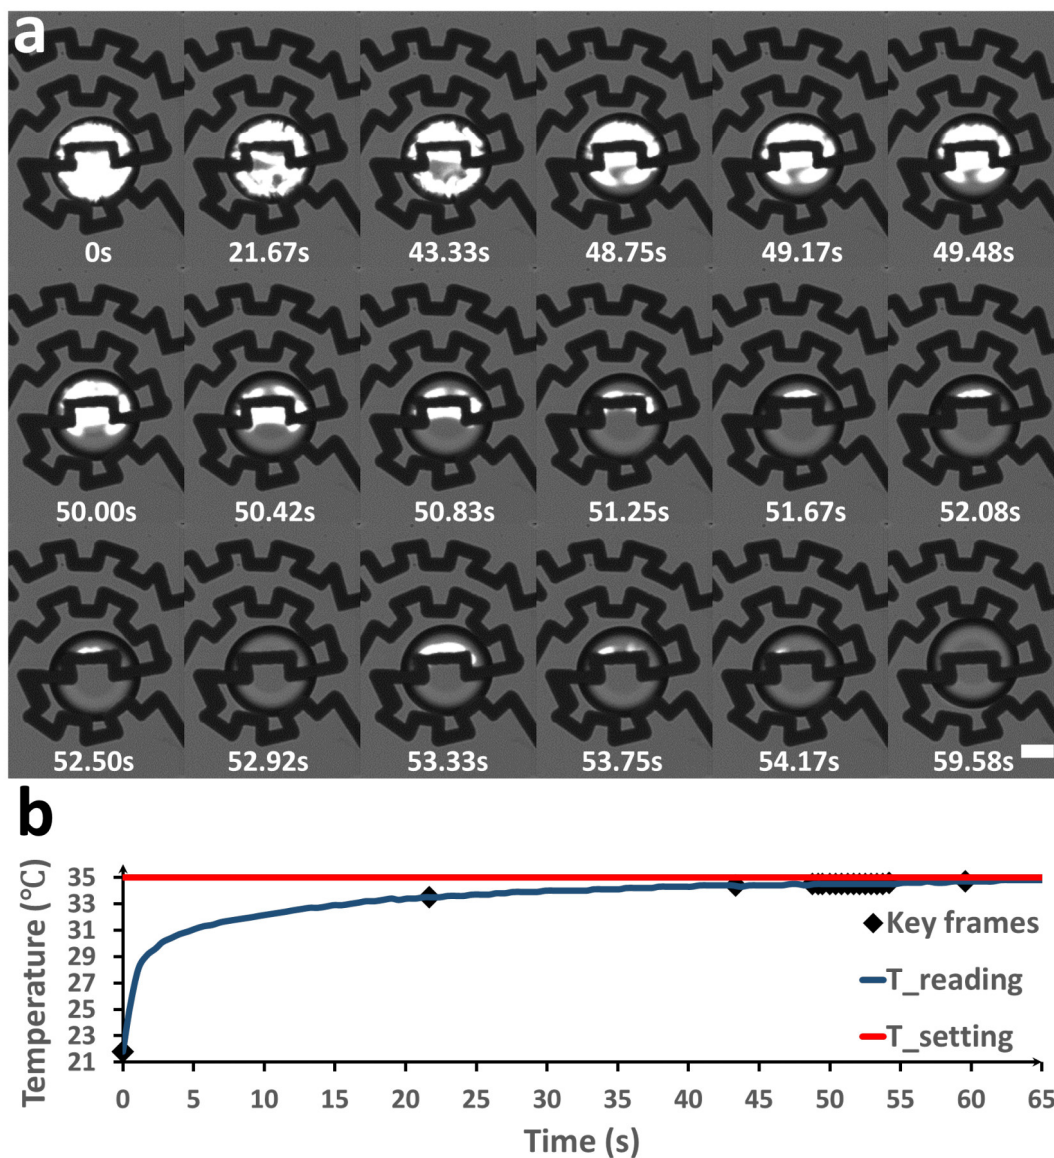 a
0s 21.67s 43.33s 48.75s 49.17s 49.48s
50.00s 50.42s 50.83s 51.25s 51.67s 52.08s
52.50s 52.92s 53.33s 53.75s 54.17s 59.58s
b
Temperature (°C)
35
33
31
29
27
25
23
21
Key frames
T_reading
T_setting
0 5 10 15 20 25 30 35 40 45 50 55 60 65
Time (s)